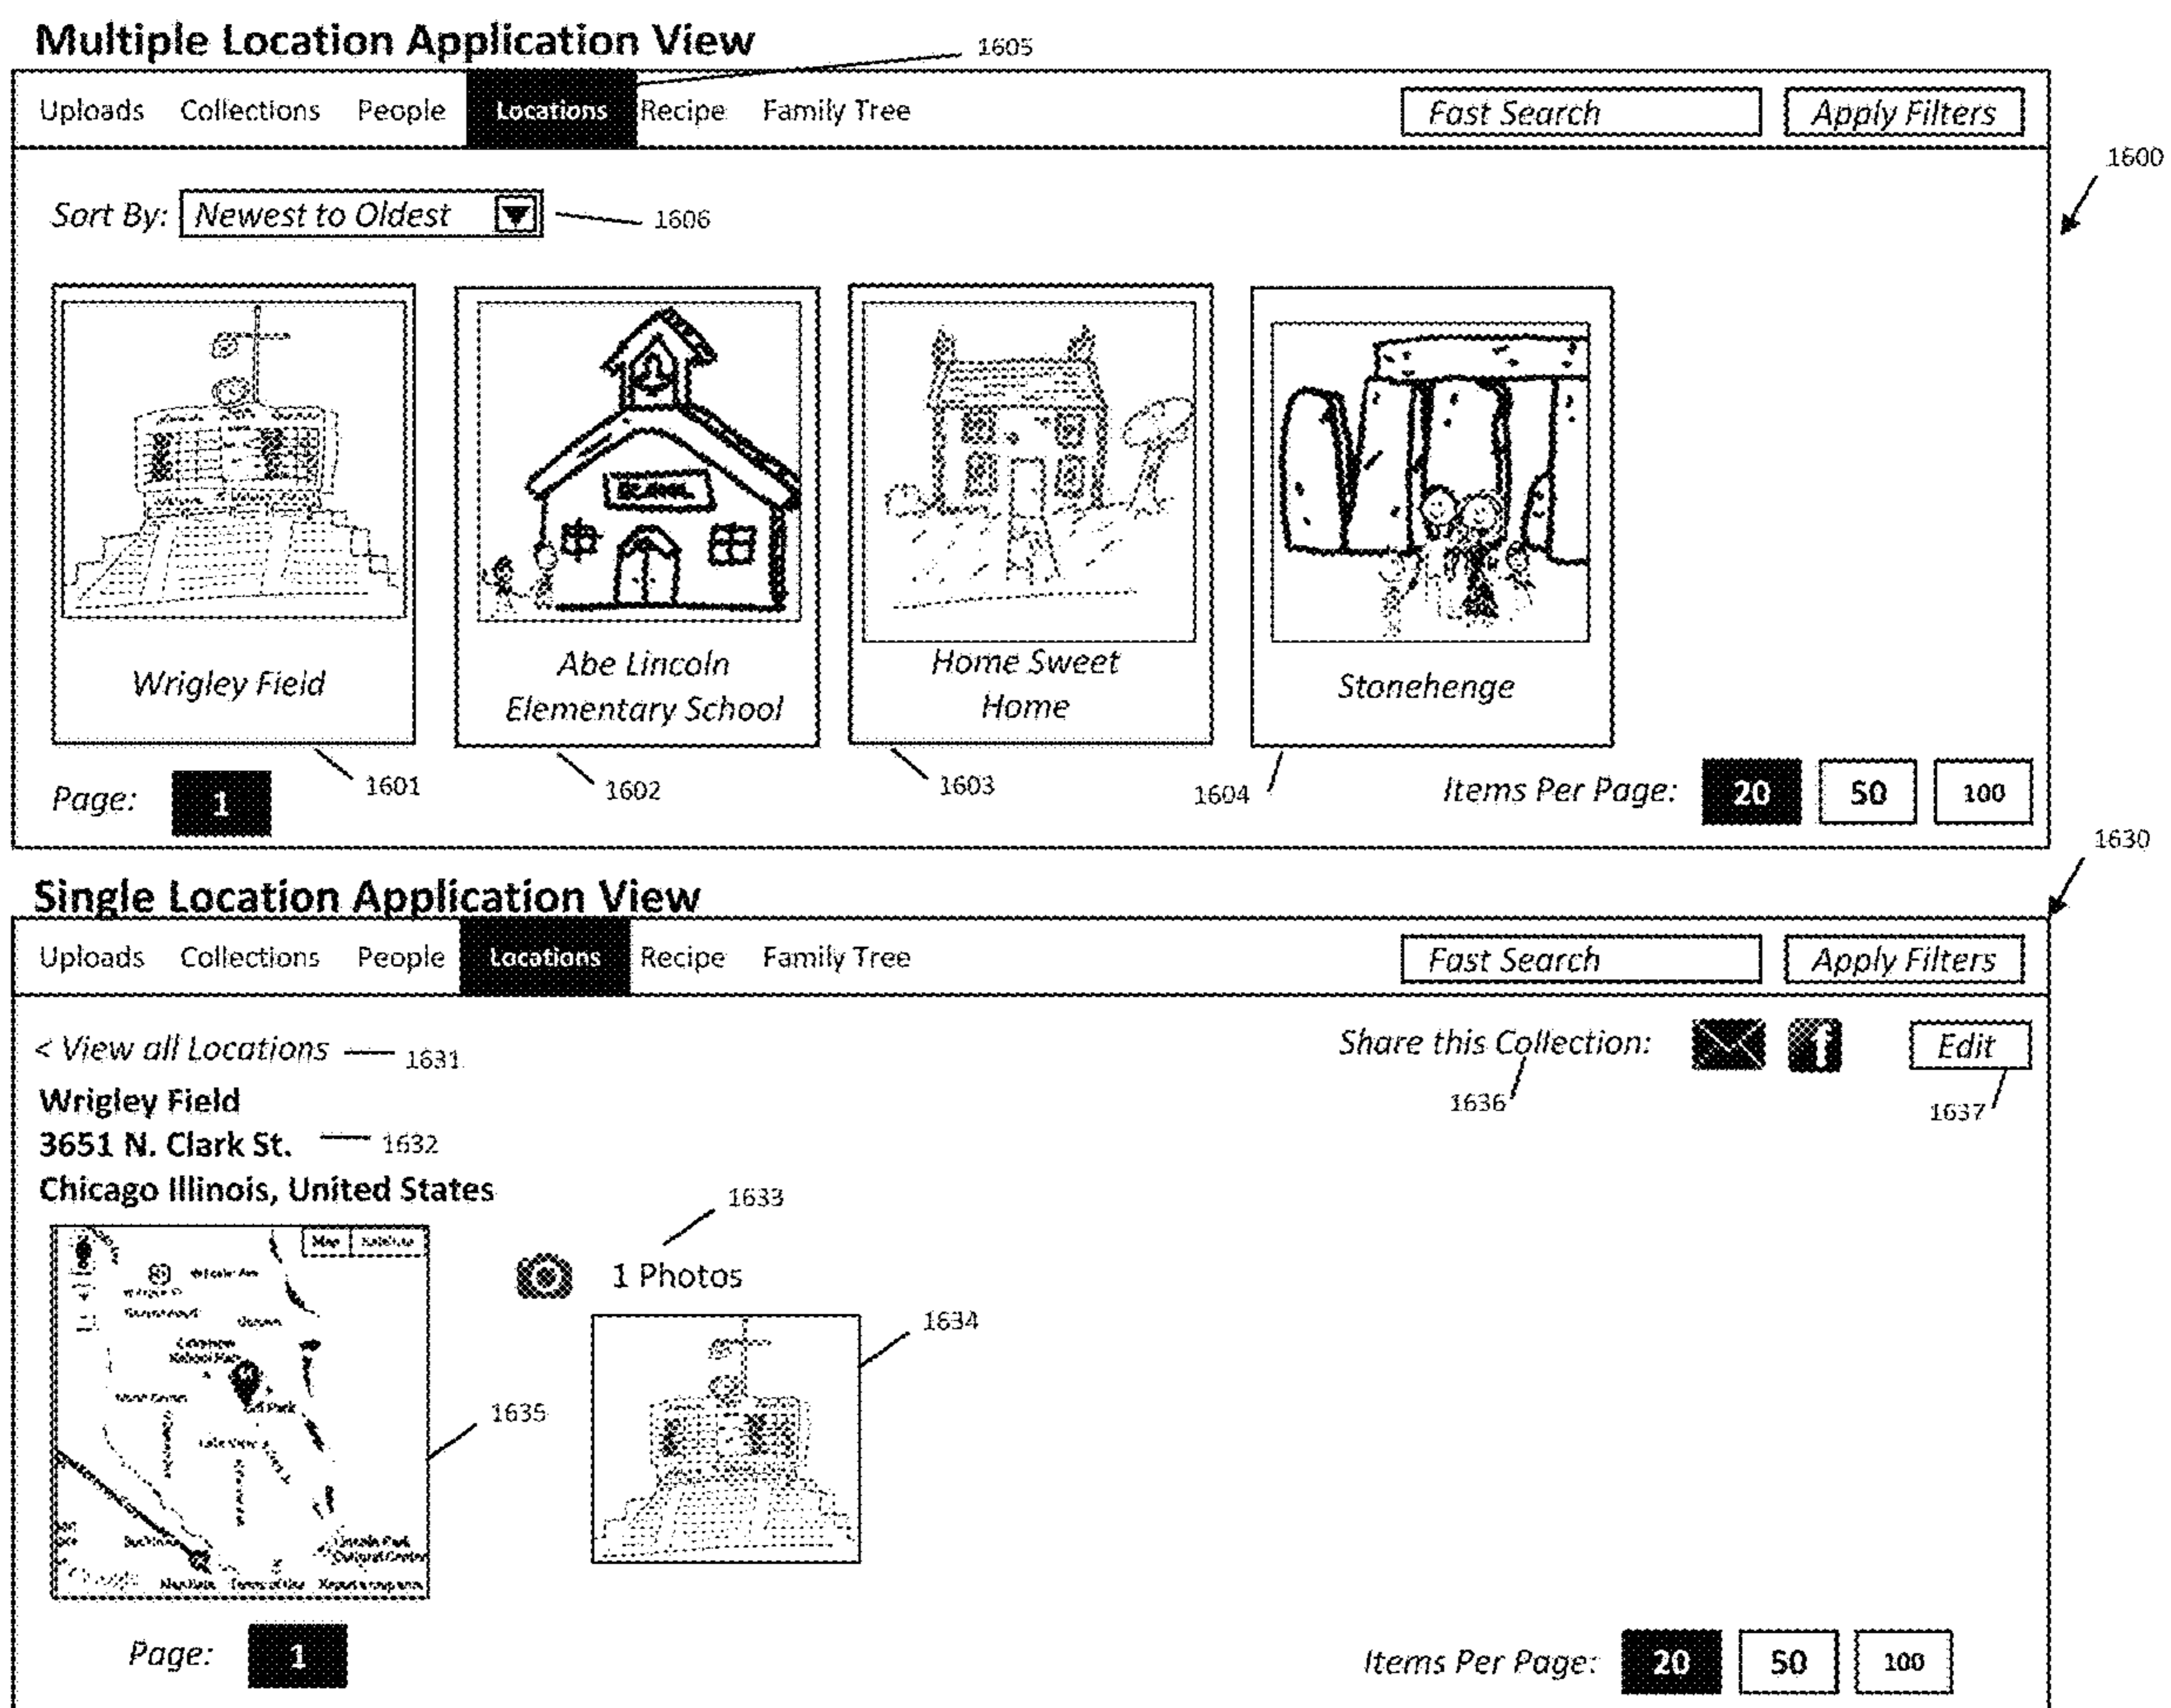 Multiple Location Application View
1605
Uploads Collections People Locations Recipe Family Tree Fast Search Apply Filters
1600
Sort By: Newest to Oldest 1606
Wrigley Field
Abe Lincoln
Elementary School
Home Sweet
Home
Stonehenge
1601 1602 1603 1604
Page: 1 Items Per Page: 20 50 100
1630
Single Location Application View
Uploads Collections People Locations Recipe Family Tree Fast Search Apply Filters
< View all Locations 1631 Share this Collection: f Edit
1636 1637
Wrigley Field
3651 N. Clark St. 1632
Chicago Illinois, United States
1633
Map
1 Photos
1634
1635
Page: 1 Items Per Page: 20 50 100